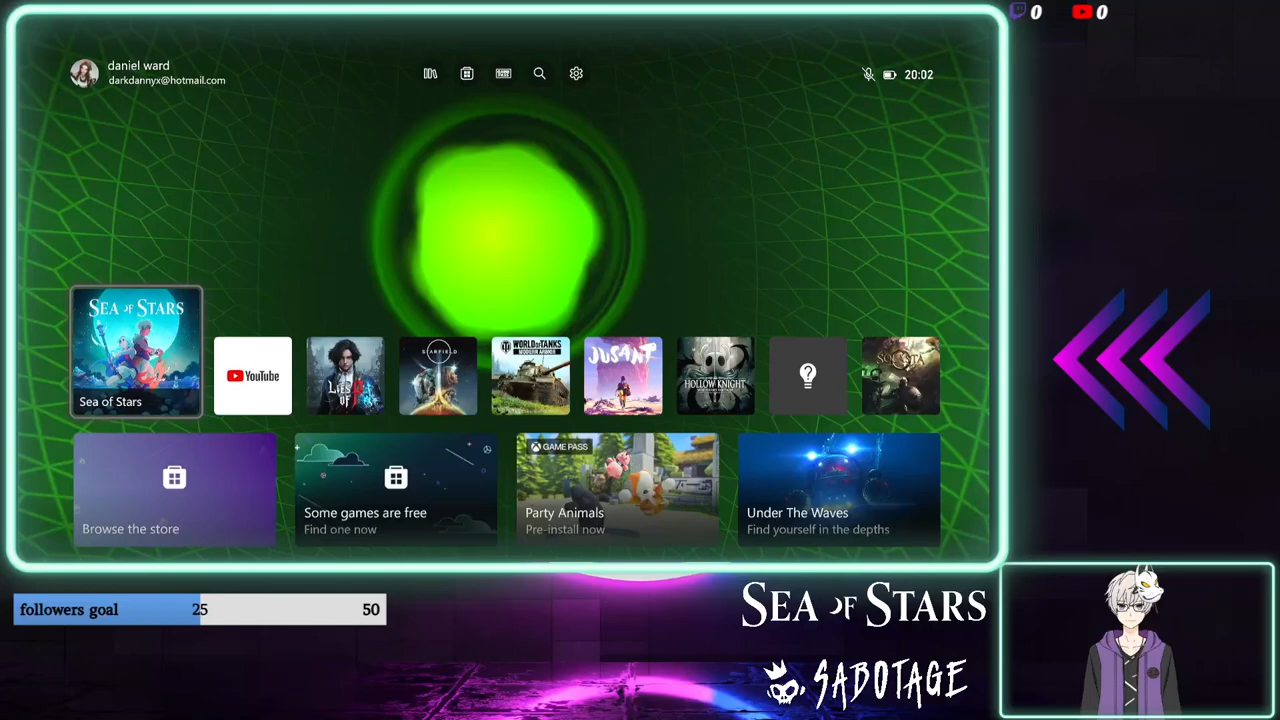 0
0
daniel ward
darkdannyx@hotmail.com
20:02
SEA OF STARS
Sea of Stars
YouTube
LIES OF P
STARFIELD
WORLD OF TANKS
MODERN ARMOR
JUSANT
HOLLOW KNIGHT
SOLASTA
Browse the store
Some games are free
Find one now
GAME PASS
Party Animals
Pre-install now
Under The Waves
Find yourself in the depths
followers goal
25
50
SEA OF STARS
SABOTAGE